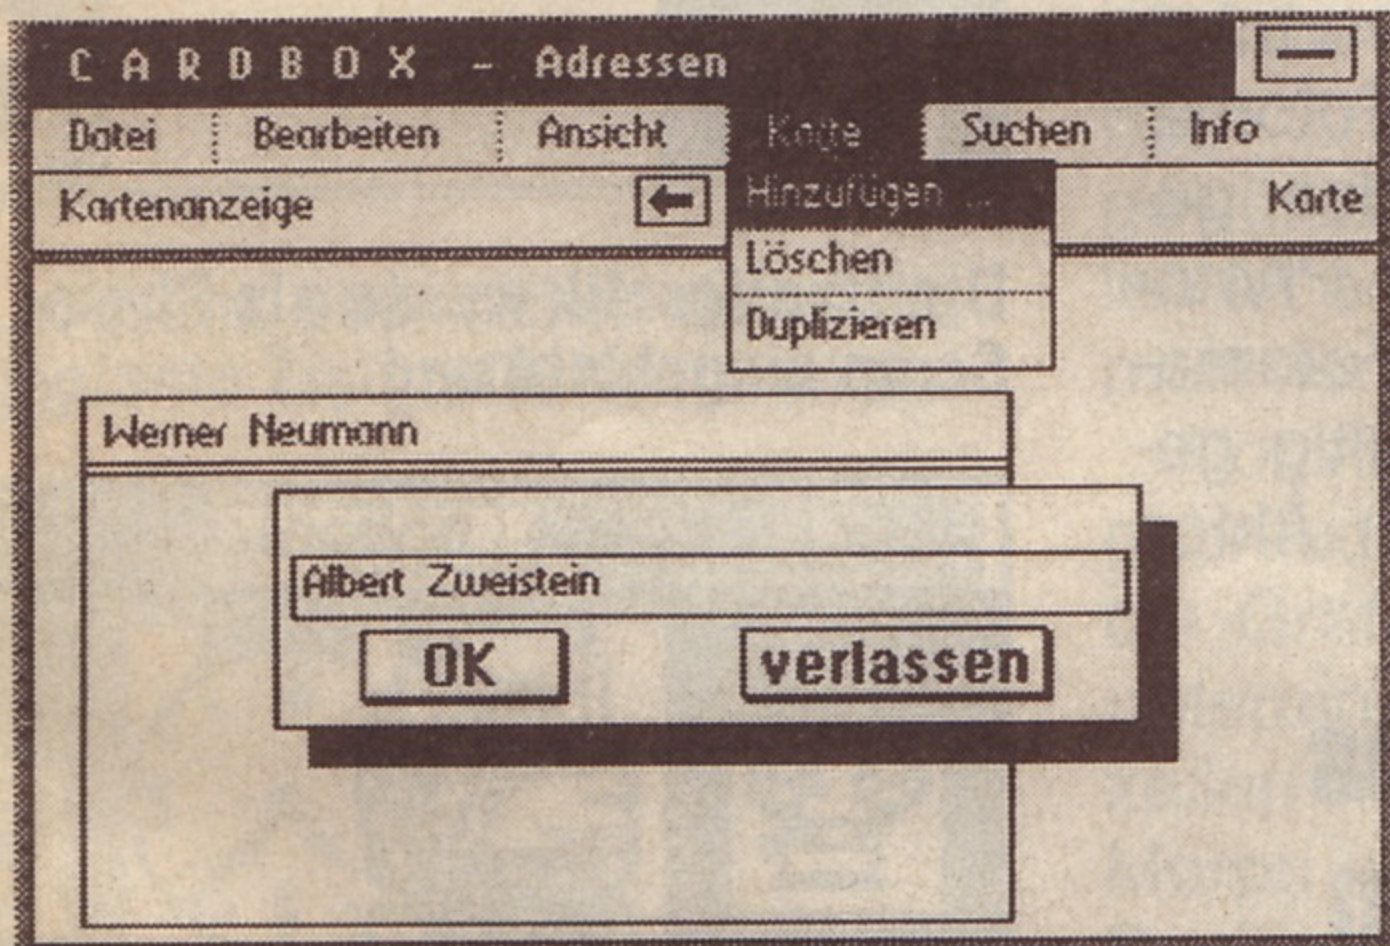 C A R D B O X - Adressen
Datei Bearbeiten Ansicht Karte Suchen Info
Kartenanzeige Hinzufügen ... Karte
Löschen
Duplizieren
Werner Neumann
Albert Zweistein
OK verlassen